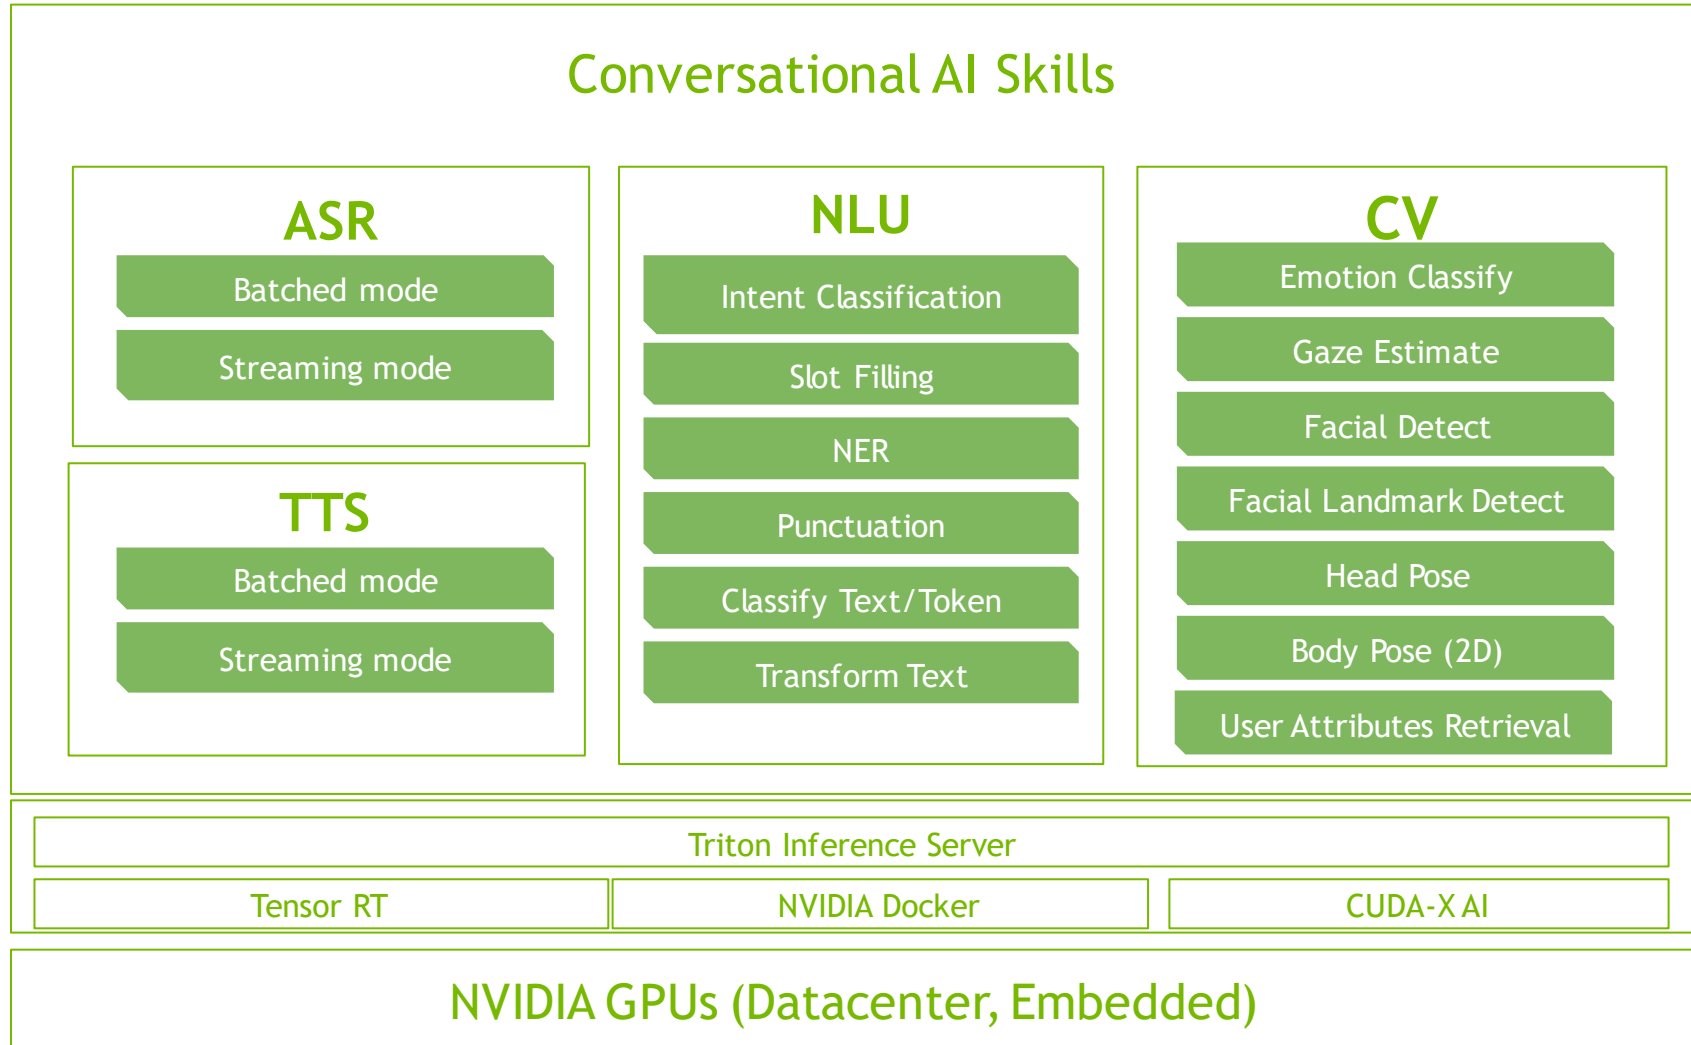 Conversational AI Skills
ASR
Batched mode
Streaming mode
TTS
Batched mode
Streaming mode
NLU
Intent Classification
Slot Filling
NER
Punctuation
Classify Text/Token
Transform Text
CV
Emotion Classify
Gaze Estimate
Facial Detect
Facial Landmark Detect
Head Pose
Body Pose (2D)
User Attributes Retrieval
Triton Inference Server
Tensor RT
NVIDIA Docker
CUDA-X AI
NVIDIA GPUs (Datacenter, Embedded)